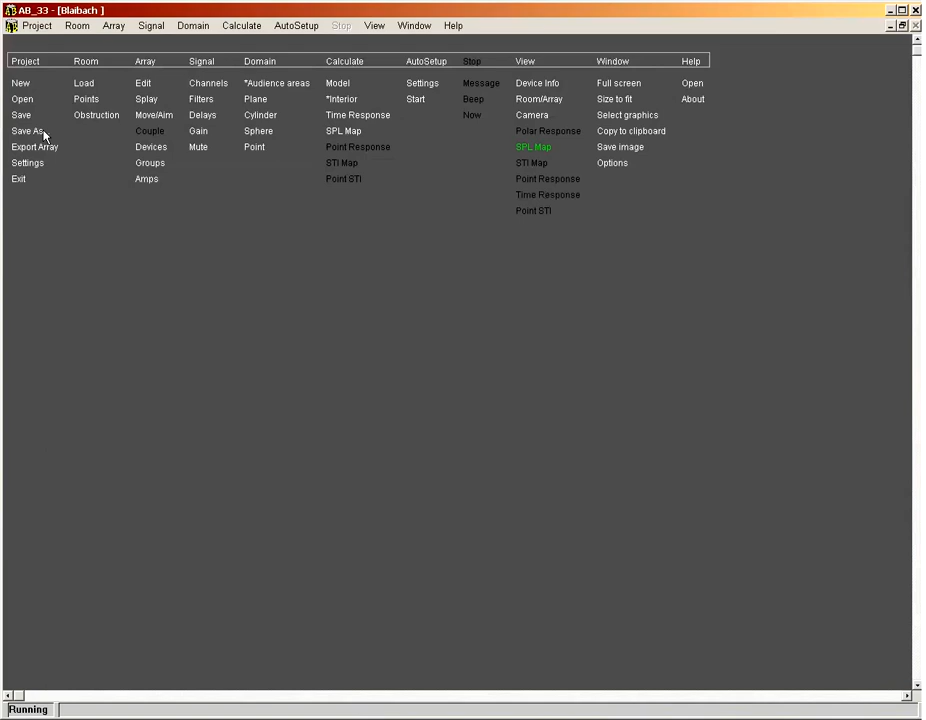 AB_33 - [Blaibach ]
Project Room Array Signal Domain Calculate AutoSetup Stop View Window Help
Project Room Array Signal Domain Calculate AutoSetup Stop View Window Help
New Load Edit Channels *Audience areas Model Settings Message Device Info Full screen Open
Open Points Splay Filters Plane *Interior Start Beep Room/Array Size to fit About
Save Obstruction Move/Aim Delays Cylinder Time Response Now Camera Select graphics
Save As Couple Gain Sphere SPL Map Polar Response Copy to clipboard
Export Array Devices Mute Point Point Response SPL Map Save image
Settings Groups STI Map STI Map Options
Exit Amps Point STI Point Response
Time Response
Point STI
Running